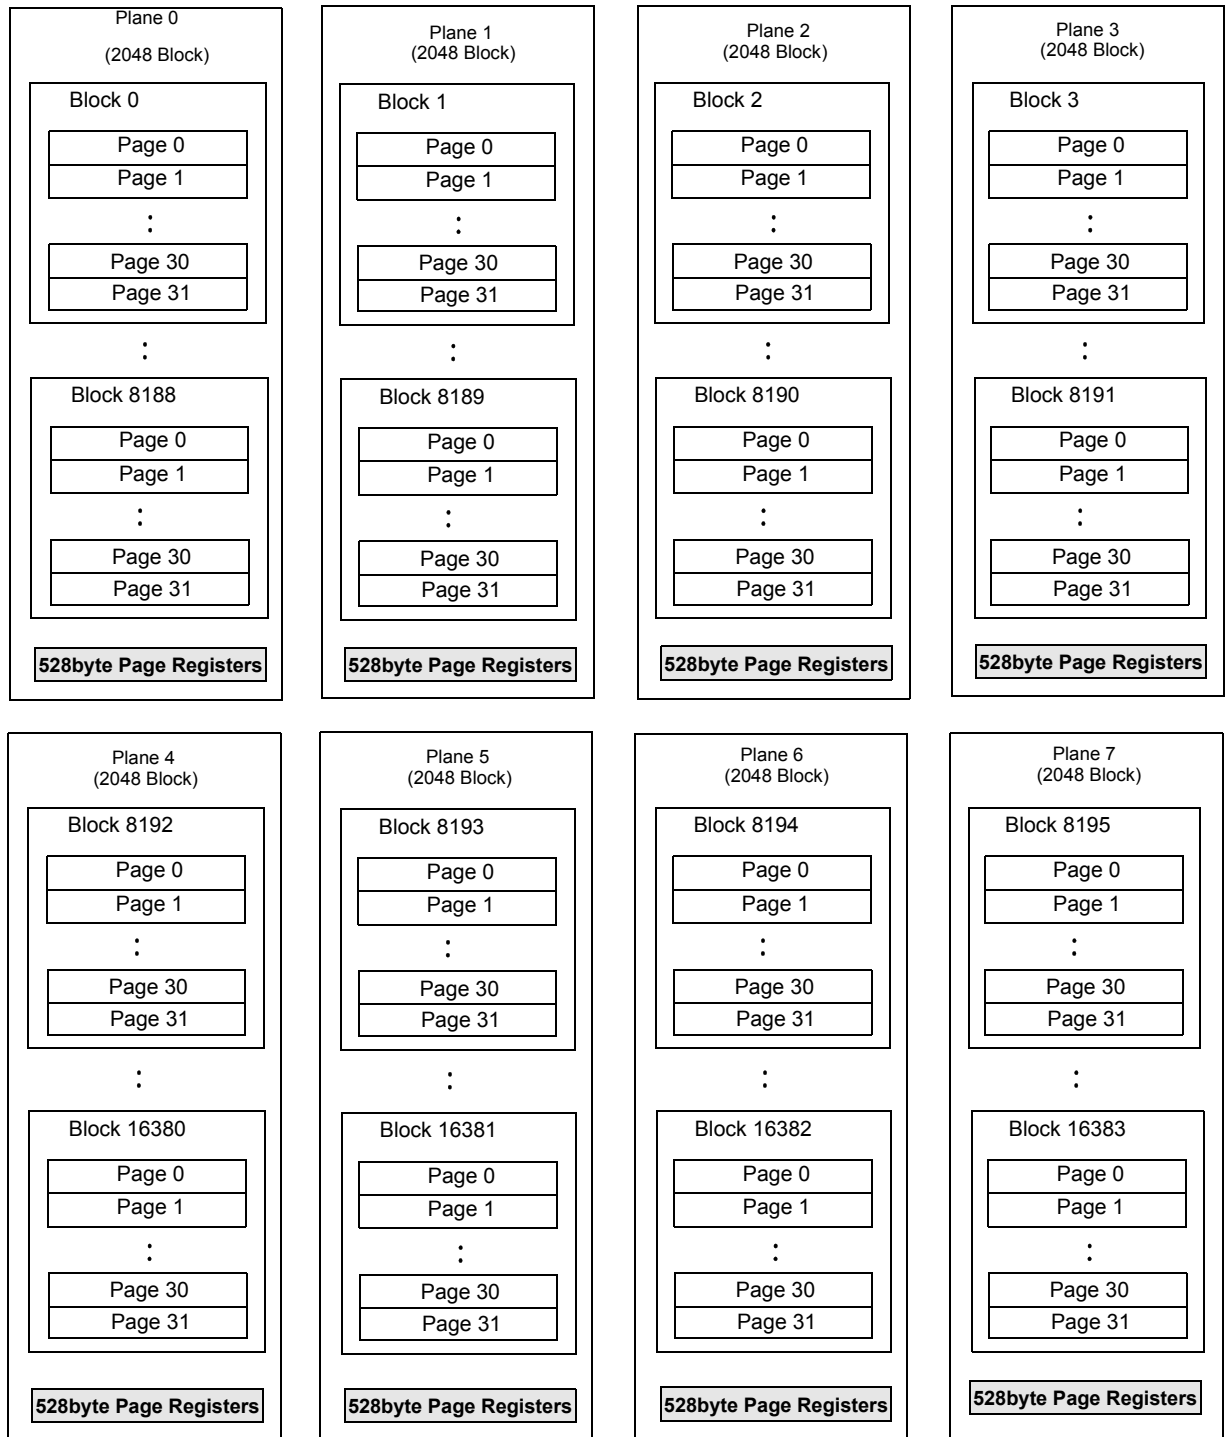 Plane 0
(2048 Block)
Block 0
Page 0
Page 1
:
Page 30
Page 31
:
Block 8188
Page 0
Page 1
:
Page 30
Page 31
528byte Page Registers
Plane 1
(2048 Block)
Block 1
Page 0
Page 1
:
Page 30
Page 31
:
Block 8189
Page 0
Page 1
:
Page 30
Page 31
528byte Page Registers
Plane 2
(2048 Block)
Block 2
Page 0
Page 1
:
Page 30
Page 31
:
Block 8190
Page 0
Page 1
:
Page 30
Page 31
528byte Page Registers
Plane 3
(2048 Block)
Block 3
Page 0
Page 1
:
Page 30
Page 31
:
Block 8191
Page 0
Page 1
:
Page 30
Page 31
528byte Page Registers
Plane 4
(2048 Block)
Block 8192
Page 0
Page 1
:
Page 30
Page 31
:
Block 16380
Page 0
Page 1
:
Page 30
Page 31
528byte Page Registers
Plane 5
(2048 Block)
Block 8193
Page 0
Page 1
:
Page 30
Page 31
:
Block 16381
Page 0
Page 1
:
Page 30
Page 31
528byte Page Registers
Plane 6
(2048 Block)
Block 8194
Page 0
Page 1
:
Page 30
Page 31
:
Block 16382
Page 0
Page 1
:
Page 30
Page 31
528byte Page Registers
Plane 7
(2048 Block)
Block 8195
Page 0
Page 1
:
Page 30
Page 31
:
Block 16383
Page 0
Page 1
:
Page 30
Page 31
528byte Page Registers